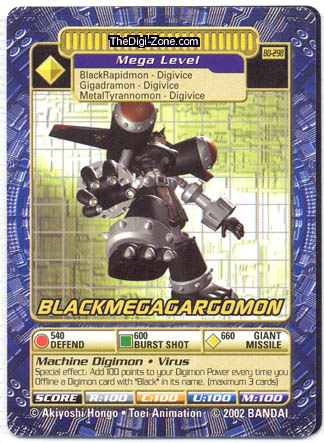 TheDigi-Zone.com
BO-290
Mega Level
BlackRapidmon - Digivice
Gigadramon - Digivice
MetalTyrannomon - Digivice
BLACKMEGAGARGOMON
540 DEFEND
600 BURST SHOT
660 GIANT MISSILE
Machine Digimon • Virus
Special effect: Add 100 points to your Digimon Power every time you
Offline a Digimon card with "Black" in its name. (maximum 3 cards)
SCORE R:100 C:100 U:100 M:100
© Akiyoshi Hongo • Toei Animation © 2002 BANDAI